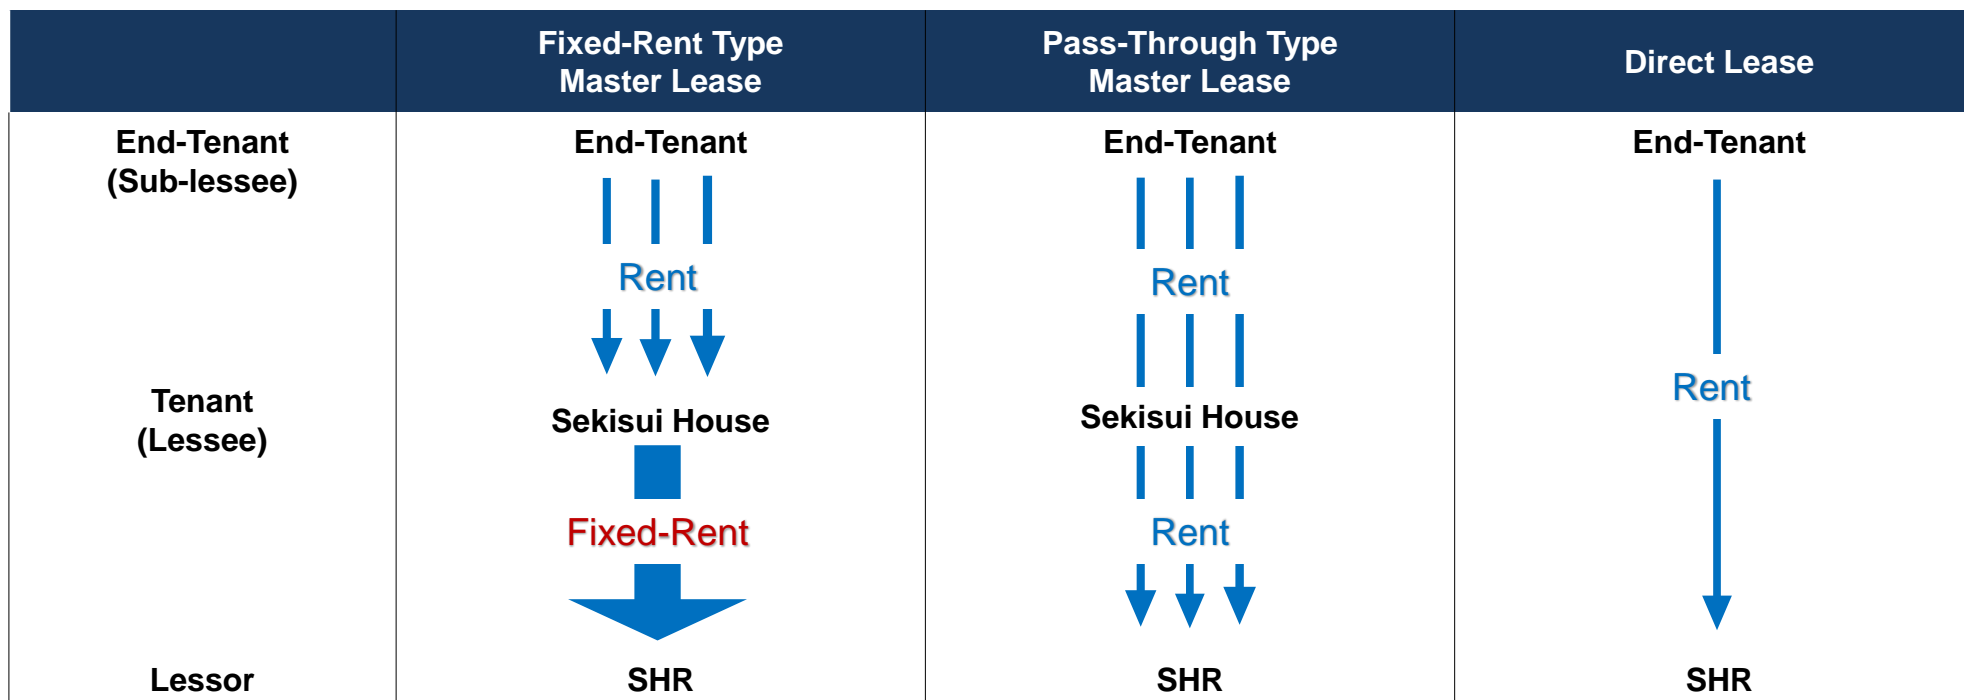 Fixed-Rent Type
Master Lease
Pass-Through Type
Master Lease
Direct Lease
End-Tenant
(Sub-lessee)
End-Tenant
End-Tenant
End-Tenant
Rent
Rent
Rent
Tenant
(Lessee)
Sekisui House
Sekisui House
Fixed-Rent
Rent
Lessor
SHR
SHR
SHR